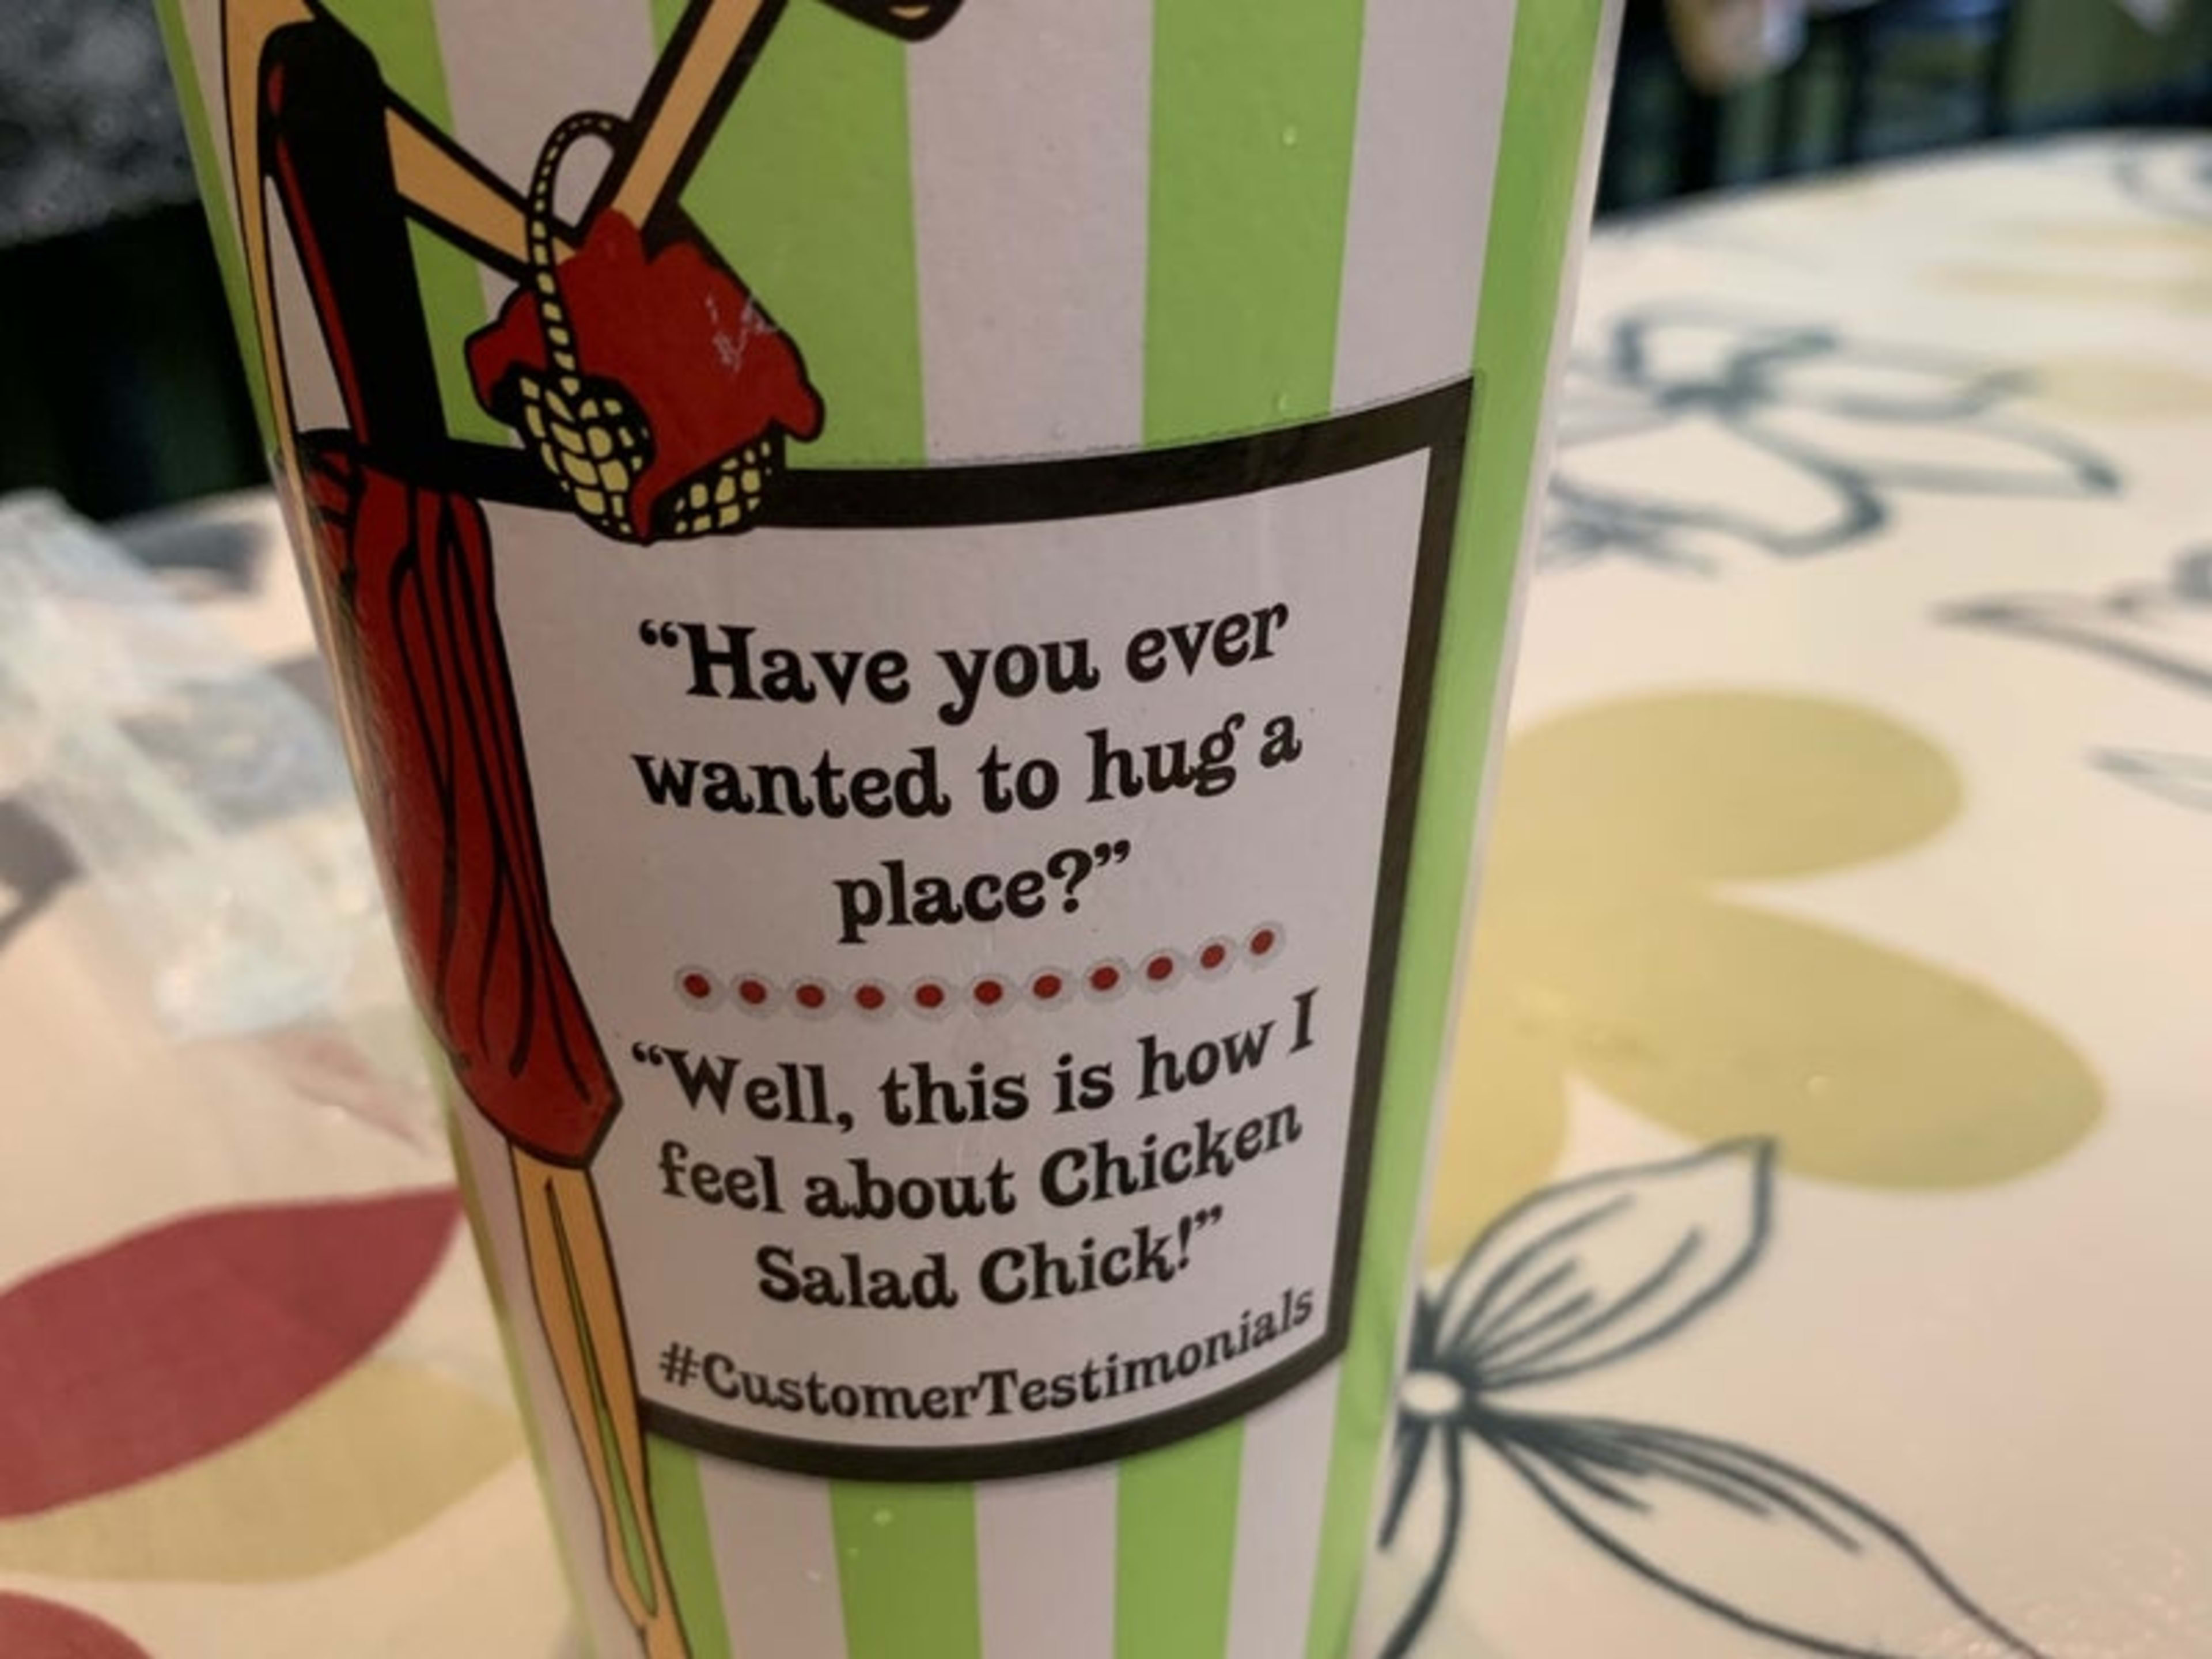 “Have you ever
wanted to hug a
place?”
“Well, this is how I
feel about Chicken
Salad Chick!”
#CustomerTestimonials